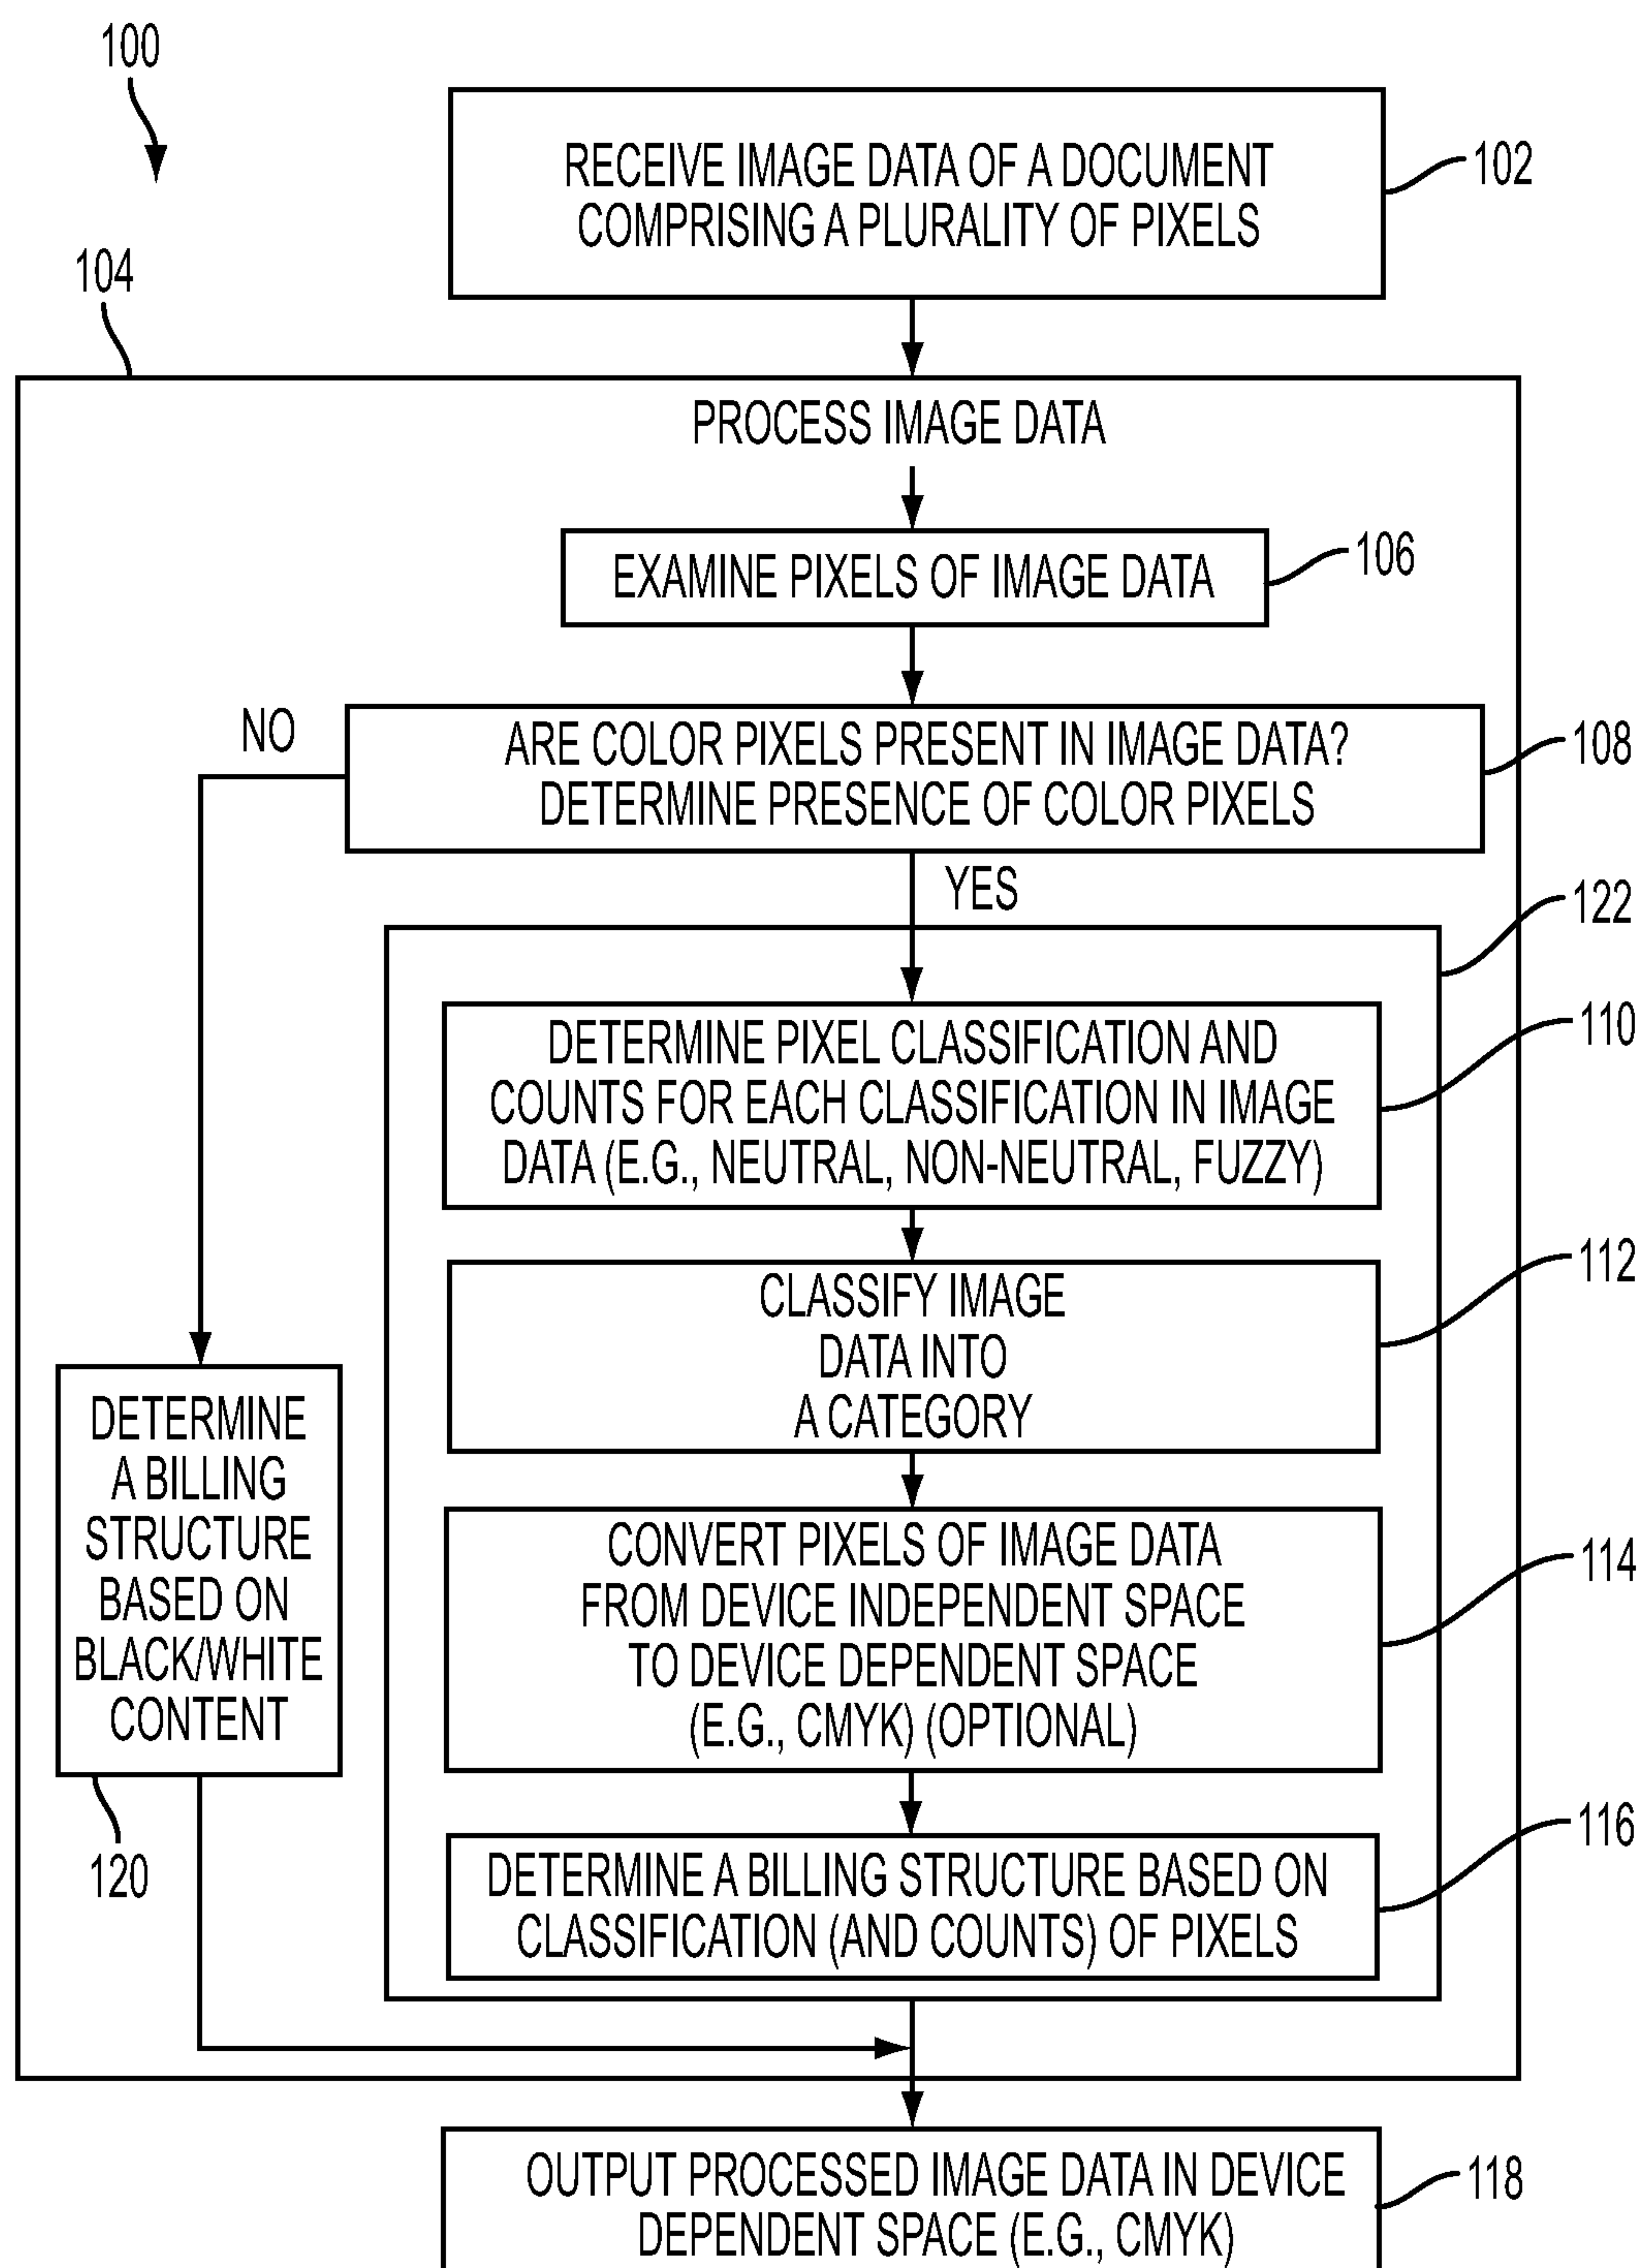 100
RECEIVE IMAGE DATA OF A DOCUMENT
COMPRISING A PLURALITY OF PIXELS
102
104
PROCESS IMAGE DATA
EXAMINE PIXELS OF IMAGE DATA
106
NO
ARE COLOR PIXELS PRESENT IN IMAGE DATA?
DETERMINE PRESENCE OF COLOR PIXELS
108
YES
122
DETERMINE PIXEL CLASSIFICATION AND
COUNTS FOR EACH CLASSIFICATION IN IMAGE
DATA (E.G., NEUTRAL, NON-NEUTRAL, FUZZY)
110
CLASSIFY IMAGE
DATA INTO
A CATEGORY
112
DETERMINE
A BILLING
STRUCTURE
BASED ON
BLACK/WHITE
CONTENT
120
CONVERT PIXELS OF IMAGE DATA
FROM DEVICE INDEPENDENT SPACE
TO DEVICE DEPENDENT SPACE
(E.G., CMYK) (OPTIONAL)
114
DETERMINE A BILLING STRUCTURE BASED ON
CLASSIFICATION (AND COUNTS) OF PIXELS
116
OUTPUT PROCESSED IMAGE DATA IN DEVICE
DEPENDENT SPACE (E.G., CMYK)
118